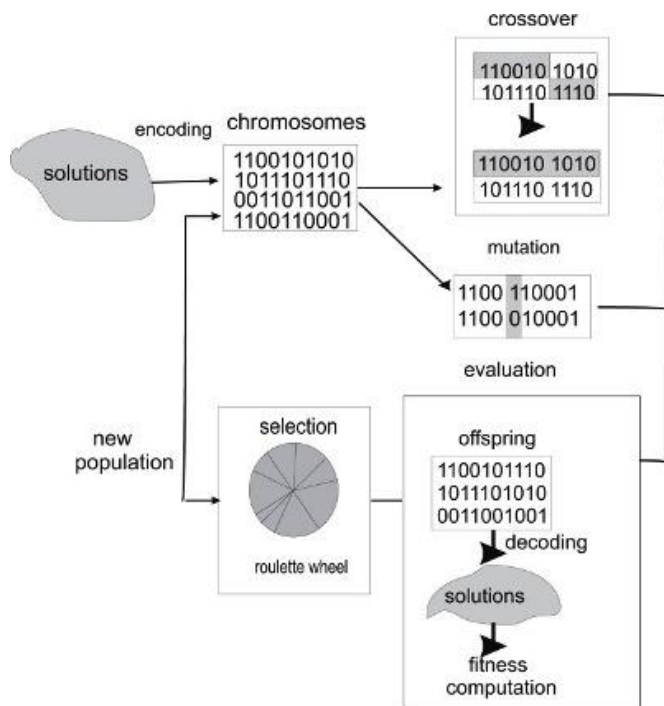 crossover
110010 1010
101110 1110
110010 1010
101110 1110
encoding
chromosomes
solutions
1100101010
1011101110
0011011001
1100110001
mutation
1100 110001
1100 010001
evaluation
new
population
selection
roulette wheel
offspring
1100101110
1011101010
0011001001
decoding
solutions
fitness
computation